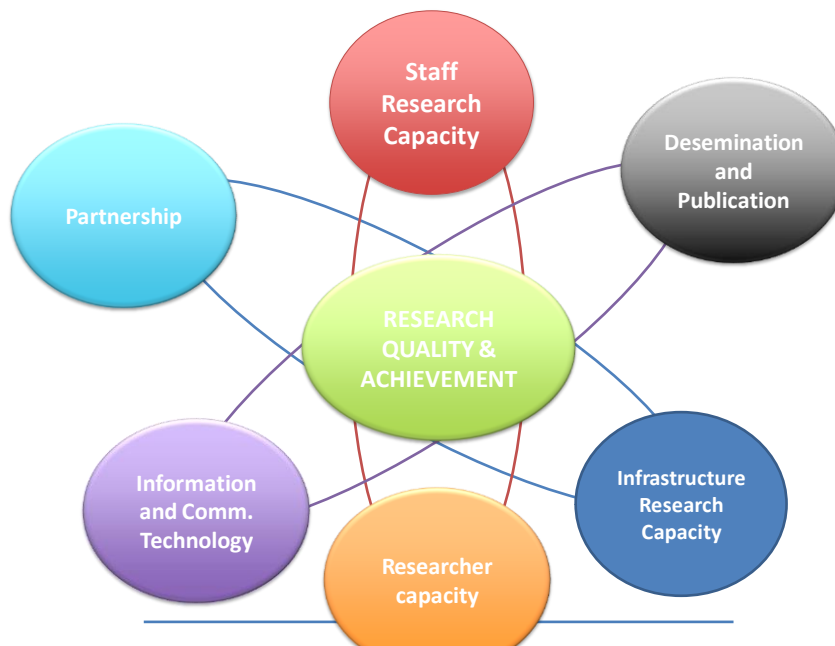 Staff
Research
Capacity
Desemination
and
Publication
Partnership
RESEARCH
QUALITY &
ACHIEVEMENT
Information
and Comm.
Technology
Infrastructure
Research
Capacity
Researcher
capacity